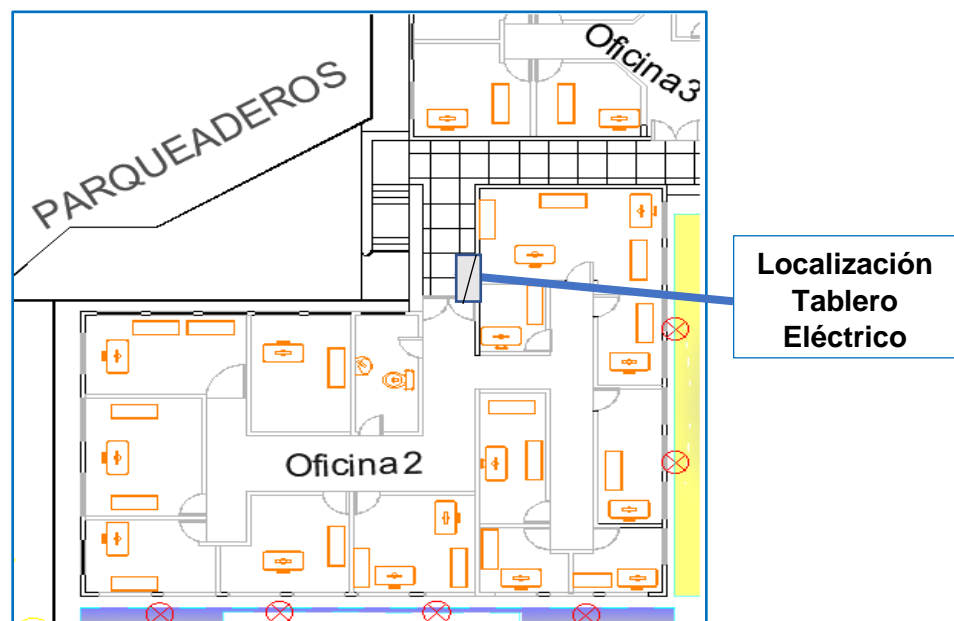 PARQUEADEROS
Oficina3
Localización
Tablero
Eléctrico
Oficina2